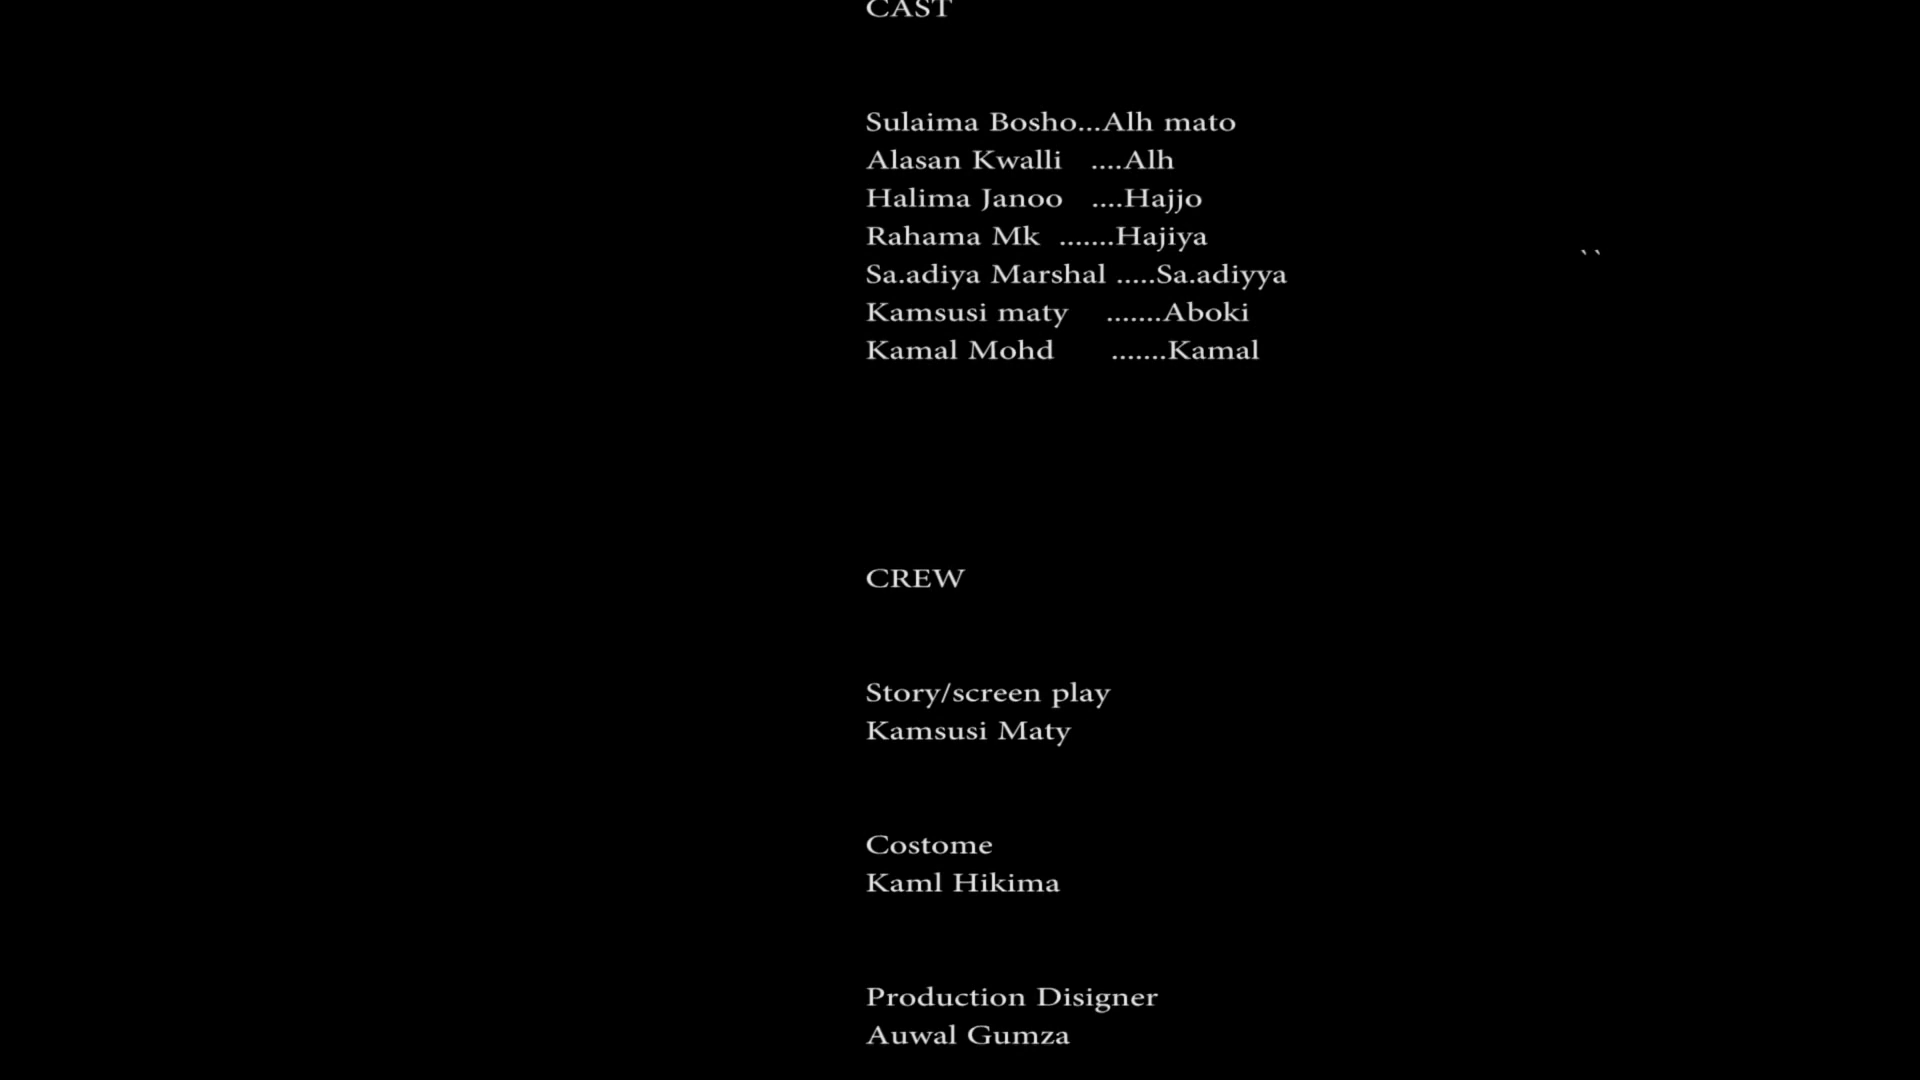 CAST
Sulaima Bosho...Alh mato
Alasan Kwalli ....Alh
Halima Janoo ....Hajjo
Rahama Mk .......Hajiya
``
Sa.adiya Marshal .....Sa.adiyya
Kamsusi maty .......Aboki
Kamal Mohd .......Kamal
CREW
Story/screen play
Kamsusi Maty
Costome
Kaml Hikima
Production Disigner
Auwal Gumza